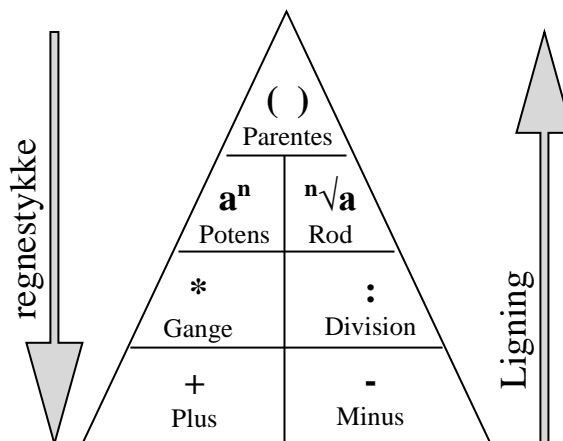 regnestykke
( )
Parentes
aⁿ ⁿ√a
Potens Rod
* :
Gange Division
+ -
Plus Minus
Ligning